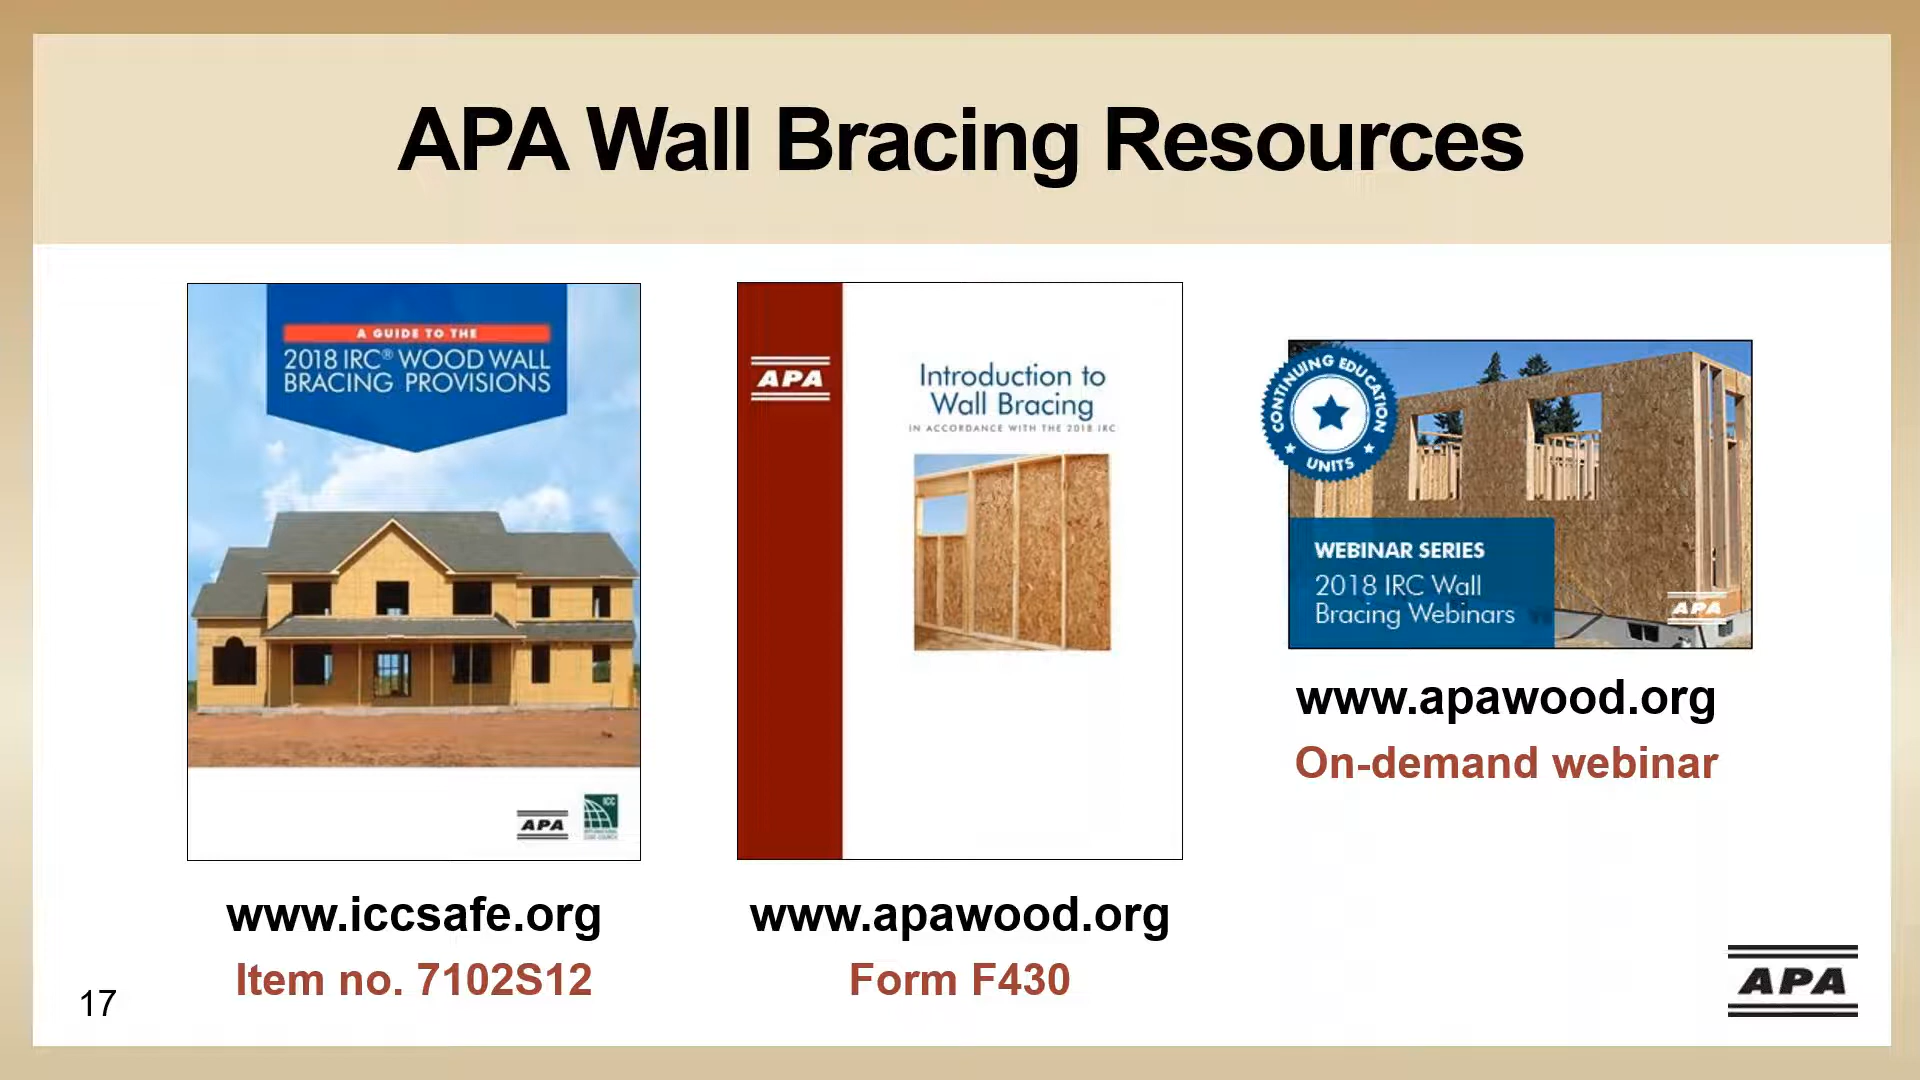 APA Wall Bracing Resources
A GUIDE TO THE
2018 IRC® WOOD WALL
BRACING PROVISIONS
APA
ICC
www.iccsafe.org
Item no. 7102S12
APA
Introduction to
Wall Bracing
IN ACCORDANCE WITH THE 2018 IRC
www.apawood.org
Form F430
CONTINUING EDUCATION
UNITS
WEBINAR SERIES
2018 IRC Wall
Bracing Webinars
APA
www.apawood.org
On-demand webinar
17
APA